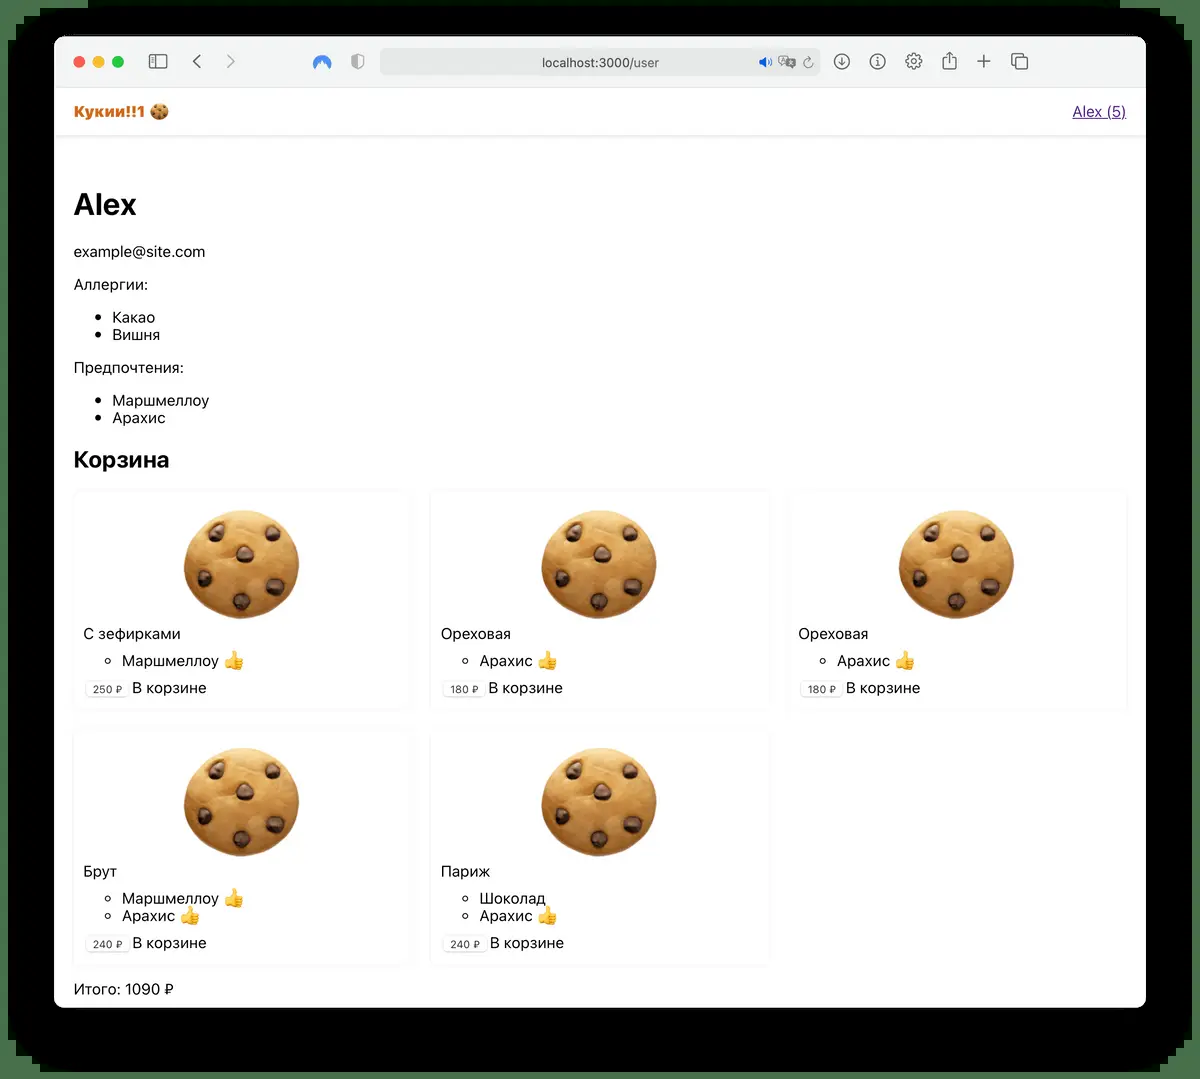 localhost:3000/user
Кукии!!1 🍪
Alex (5)
Alex
example@site.com
Аллергии:
Какао
Вишня
Предпочтения:
Маршмеллоу
Арахис
Корзина
С зефирками
Маршмеллоу 👍
250 ₽ В корзине
Ореховая
Арахис 👍
180 ₽ В корзине
Ореховая
Арахис 👍
180 ₽ В корзине
Брут
Маршмеллоу 👍
Арахис 👍
240 ₽ В корзине
Париж
Шоколад
Арахис 👍
240 ₽ В корзине
Итого: 1090 ₽